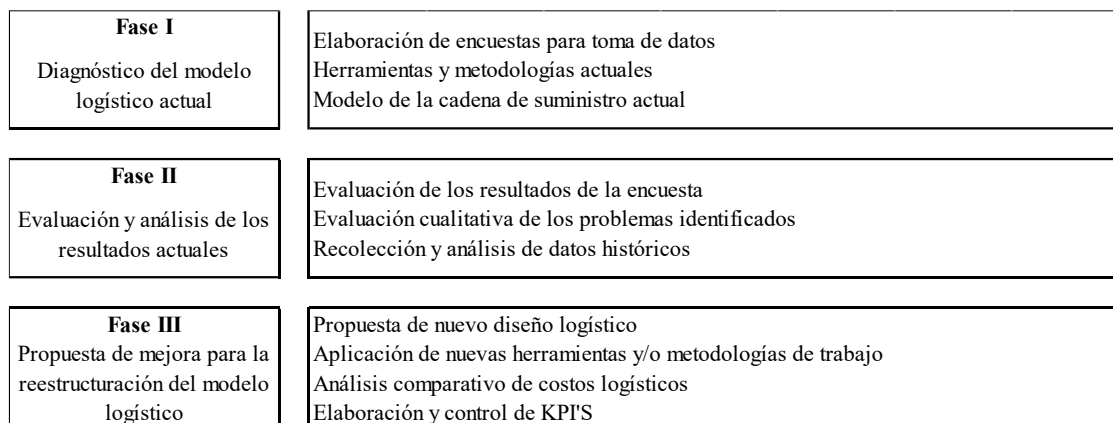 Fase I
Diagnóstico del modelo
logístico actual
Elaboración de encuestas para toma de datos
Herramientas y metodologías actuales
Modelo de la cadena de suministro actual
Fase II
Evaluación y análisis de los
resultados actuales
Evaluación de los resultados de la encuesta
Evaluación cualitativa de los problemas identificados
Recolección y análisis de datos históricos
Fase III
Propuesta de mejora para la
reestructuración del modelo
logístico
Propuesta de nuevo diseño logístico
Aplicación de nuevas herramientas y/o metodologías de trabajo
Análisis comparativo de costos logísticos
Elaboración y control de KPI'S